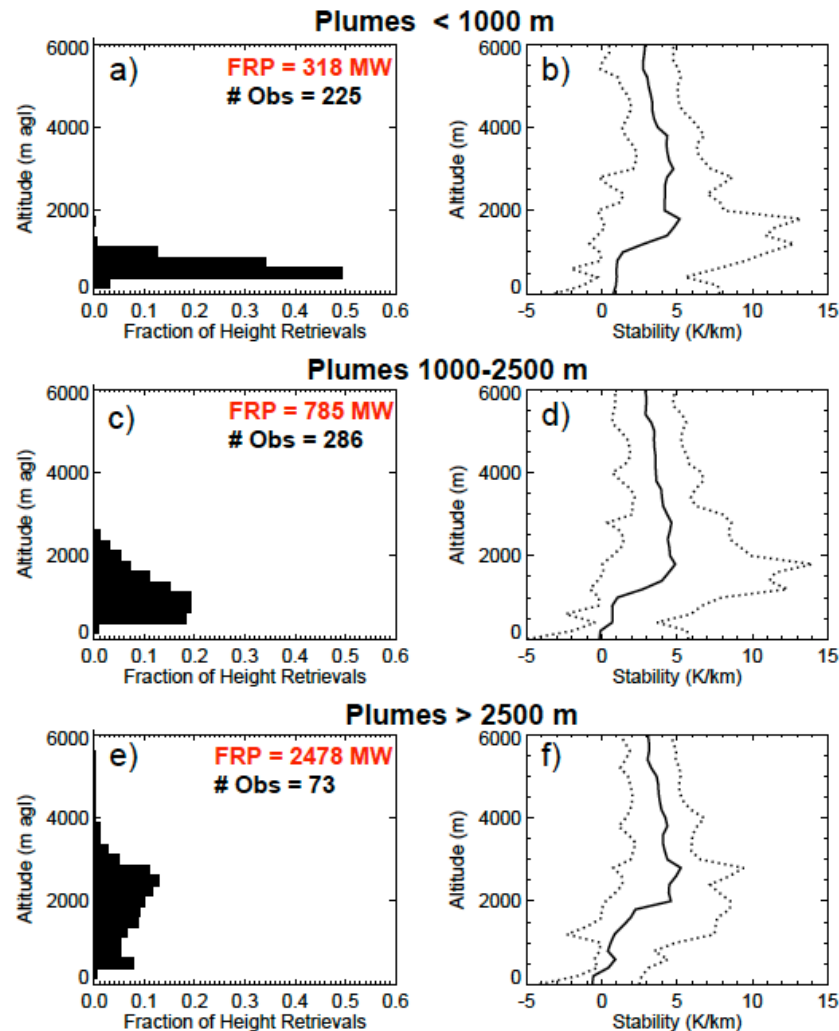 Plumes < 1000 m
a)
FRP = 318 MW
# Obs = 225
6000
4000
2000
0
Altitude (m agl)
0.0 0.1 0.2 0.3 0.4 0.5 0.6
Fraction of Height Retrievals
b)
6000
4000
2000
0
Altitude (m)
-5 0 5 10 15
Stability (K/km)
Plumes 1000-2500 m
c)
FRP = 785 MW
# Obs = 286
6000
4000
2000
0
Altitude (m agl)
0.0 0.1 0.2 0.3 0.4 0.5 0.6
Fraction of Height Retrievals
d)
6000
4000
2000
0
Altitude (m)
-5 0 5 10 15
Stability (K/km)
Plumes > 2500 m
e)
FRP = 2478 MW
# Obs = 73
6000
4000
2000
0
Altitude (m agl)
0.0 0.1 0.2 0.3 0.4 0.5 0.6
Fraction of Height Retrievals
f)
6000
4000
2000
0
Altitude (m)
-5 0 5 10 15
Stability (K/km)